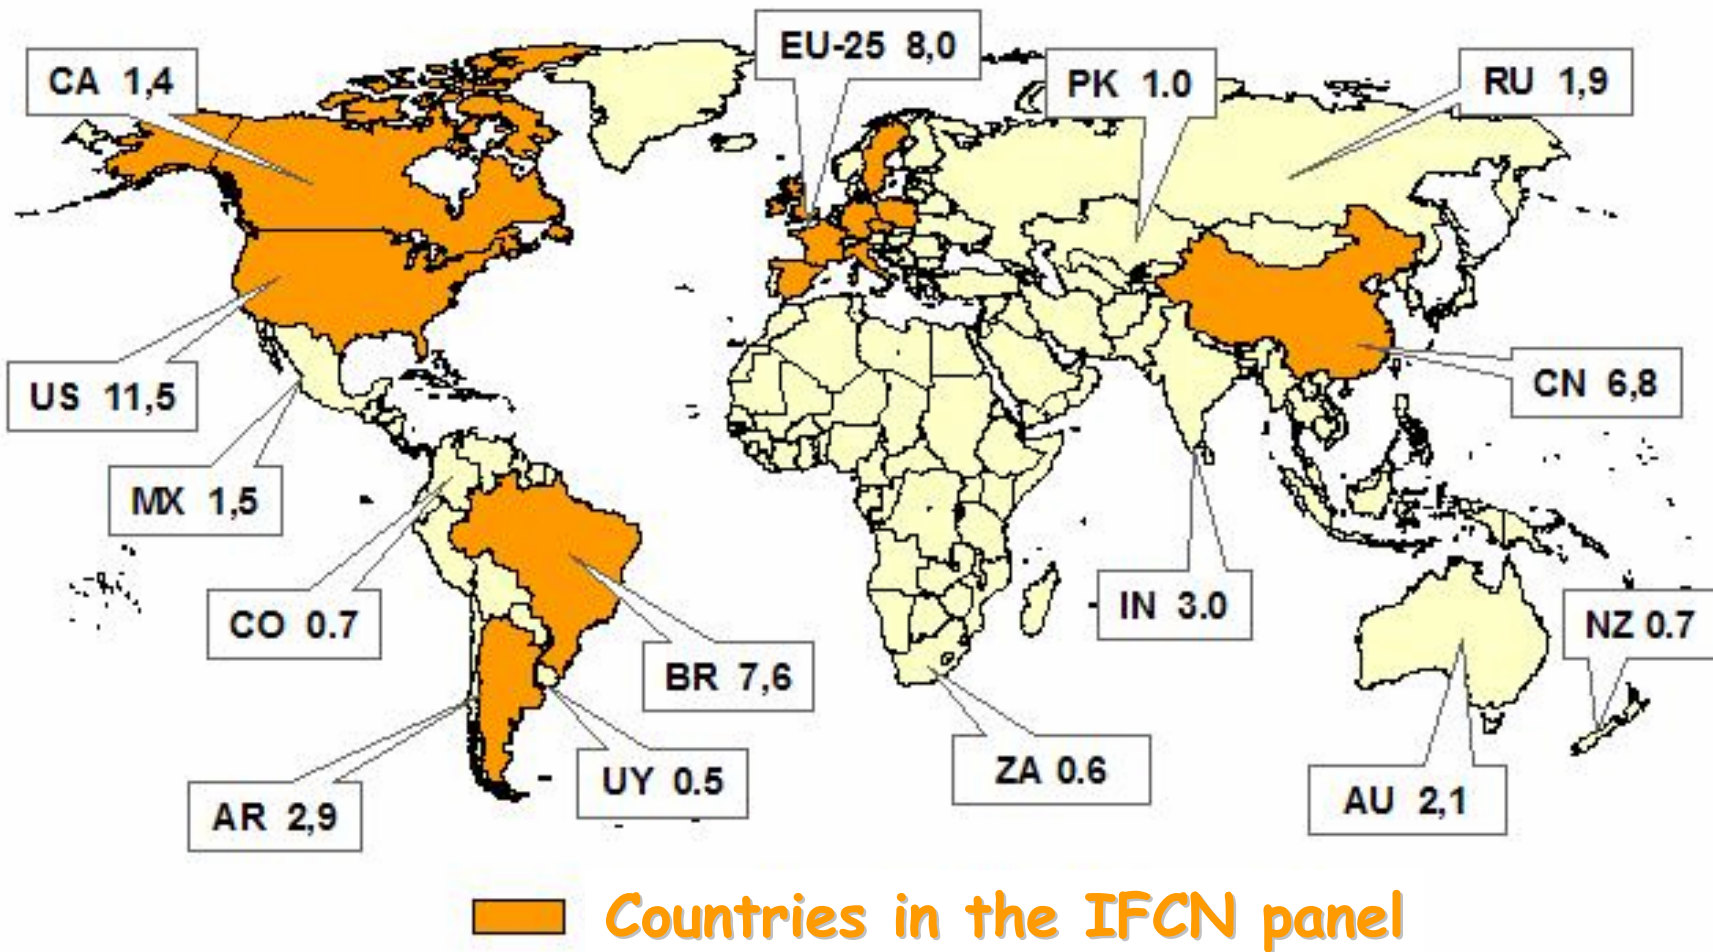 EU-25 8,0
CA 1,4
PK 1.0
RU 1,9
US 11,5
CN 6,8
MX 1,5
CO 0.7
IN 3.0
NZ 0.7
BR 7,6
UY 0.5
ZA 0.6
AR 2,9
AU 2,1
Countries in the IFCN panel